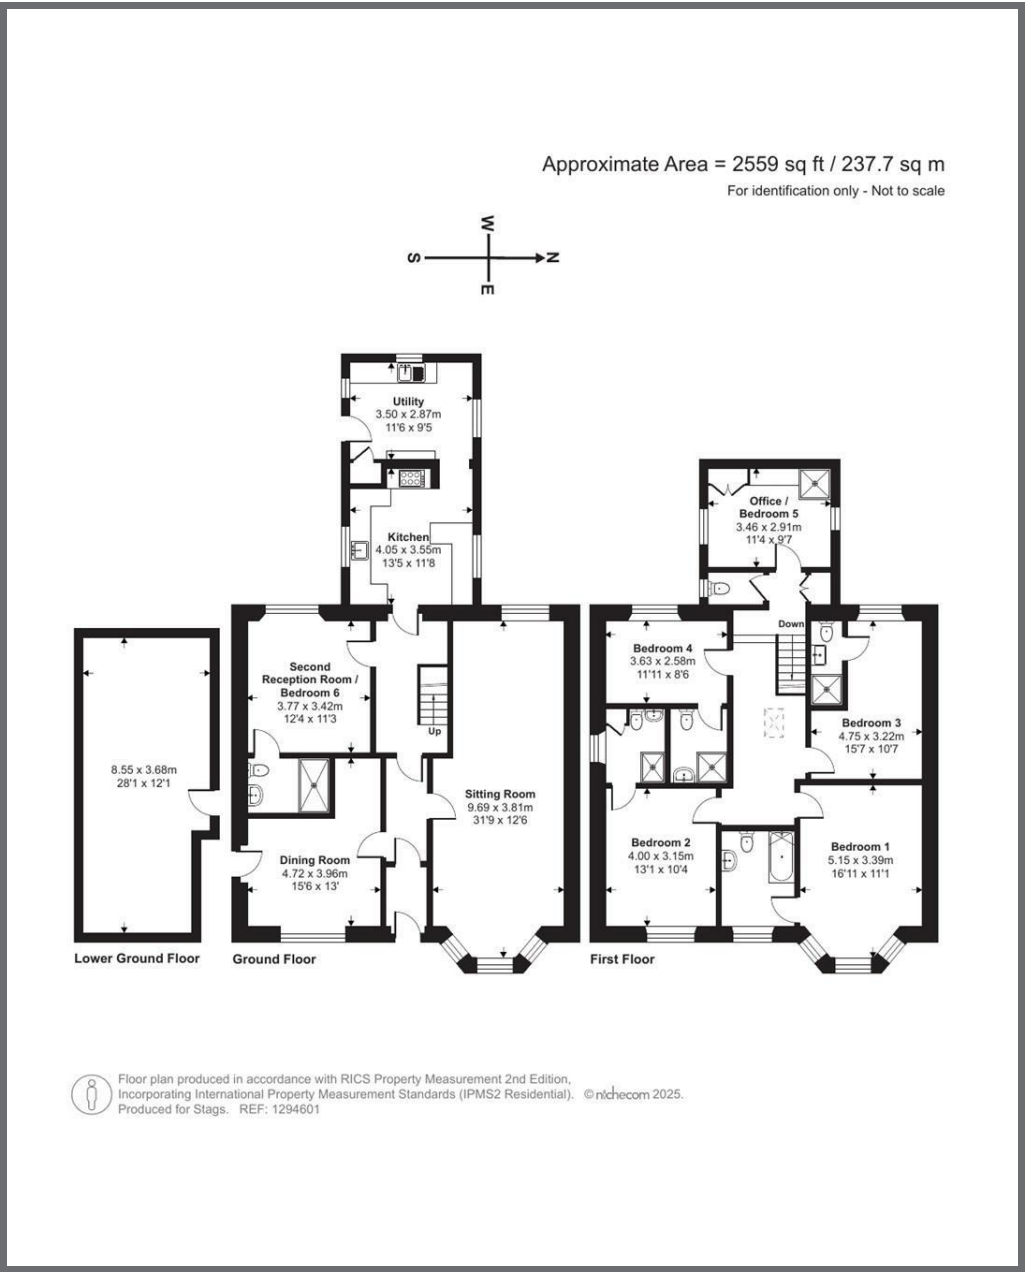 Approximate Area = 2559 sq ft / 237.7 sq m
For identification only - Not to scale
W
S
N
E
Utility
3.50 x 2.87m
11'6 x 9'5
Kitchen
4.05 x 3.55m
13'5 x 11'8
Second
Reception Room /
Bedroom 6
3.77 x 3.42m
12'4 x 11'3
Up
8.55 x 3.68m
28'1 x 12'1
Sitting Room
9.69 x 3.81m
31'9 x 12'6
Dining Room
4.72 x 3.96m
15'6 x 13'
Lower Ground Floor
Ground Floor
Office /
Bedroom 5
3.46 x 2.91m
11'4 x 9'7
Down
Bedroom 4
3.63 x 2.58m
11'11 x 8'6
Bedroom 3
4.75 x 3.22m
15'7 x 10'7
Bedroom 2
4.00 x 3.15m
13'1 x 10'4
Bedroom 1
5.15 x 3.39m
16'11 x 11'1
First Floor
Floor plan produced in accordance with RICS Property Measurement 2nd Edition,
Incorporating International Property Measurement Standards (IPMS2 Residential). © nichecom 2025.
Produced for Stags. REF: 1294601